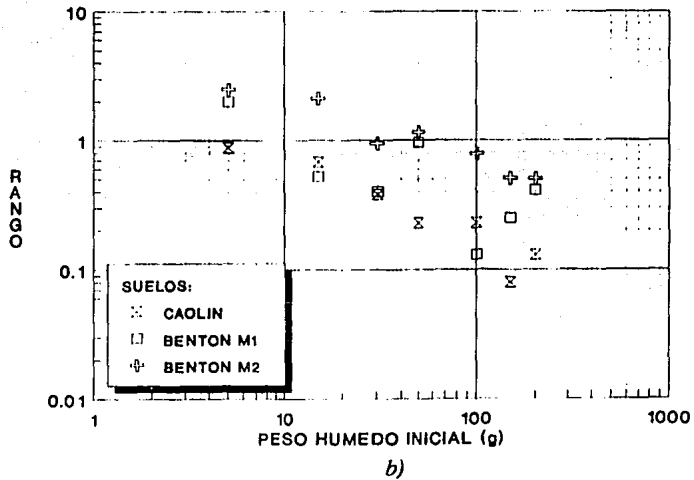 10
1
0.1
0.01
RANGO
SUELOS:
CAOLIN
BENTON M1
BENTON M2
1 10 100 1000
PESO HUMEDO INICIAL (g)
b)